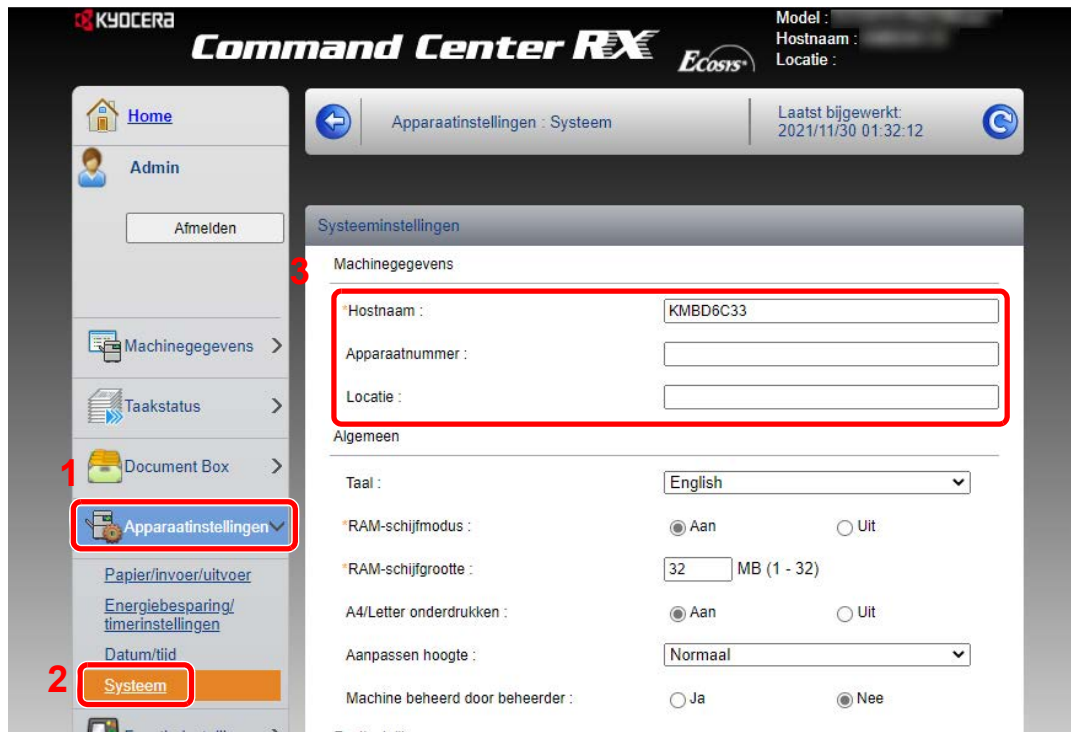 KYOCERA
Command Center RX
Ecosys
Model :
Hostnaam :
Locatie :
Home
Admin
Afmelden
Machinegegevens
Taakstatus
1
Document Box
Apparaatinstellingen
Papier/invoer/uitvoer
Energiebesparing/
timerinstellingen
Datum/tijd
2
Systeem
Apparaatinstellingen : Systeem
Laatst bijgewerkt:
2021/11/30 01:32:12
Systeeminstellingen
3
Machinegegevens
*Hostnaam : KMBD6C33
Apparaatnummer :
Locatie :
Algemeen
Taal : English
*RAM-schijfmodus : Aan Uit
*RAM-schijfgrootte : 32 MB (1 - 32)
A4/Letter onderdrukken : Aan Uit
Aanpassen hoogte : Normaal
Machine beheerd door beheerder : Ja Nee